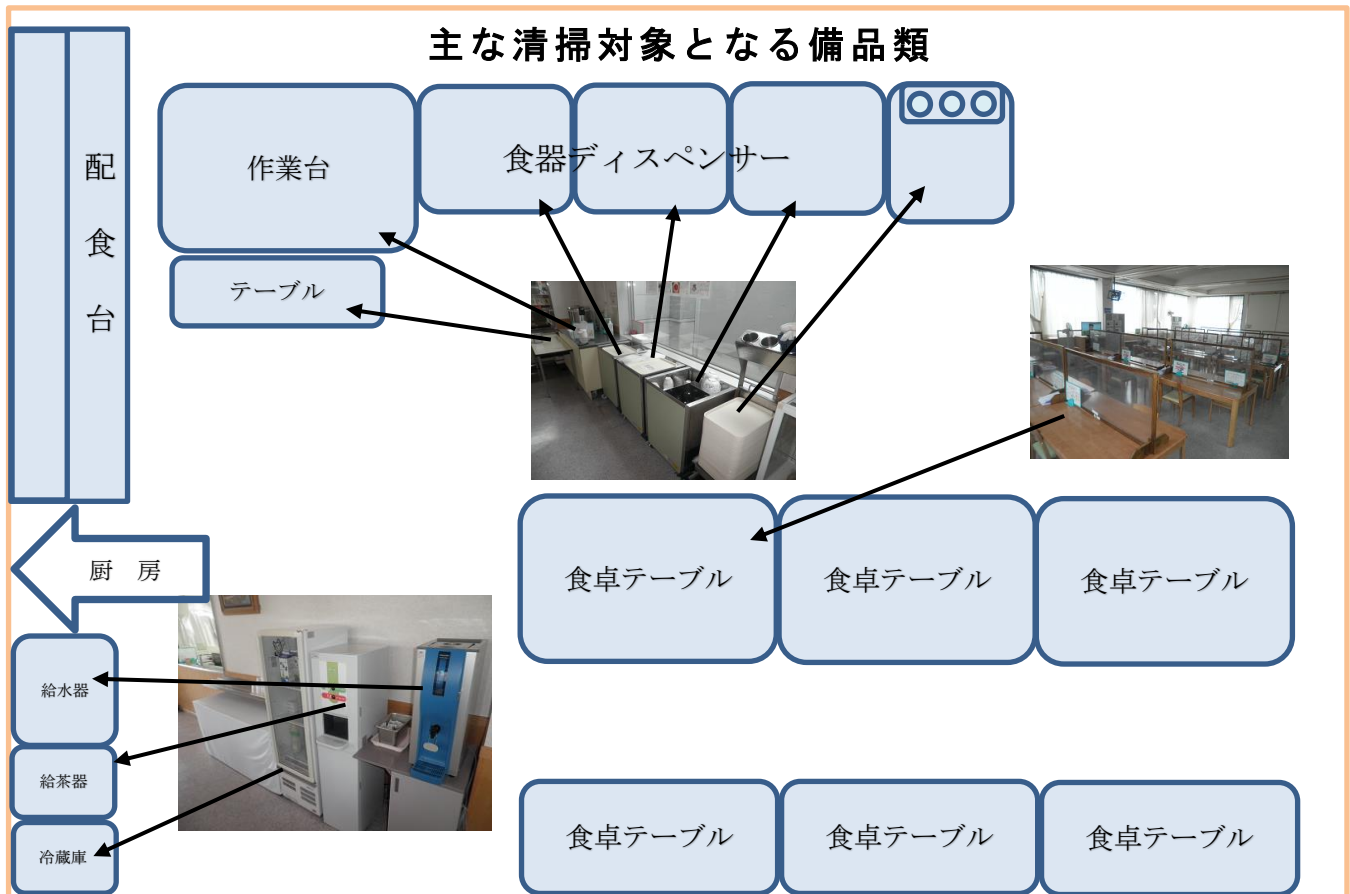 主な清掃対象となる備品類
配食台
作業台
食器ディスペンサー
テーブル
厨 房
食卓テーブル
食卓テーブル
食卓テーブル
給水器
給茶器
冷蔵庫
食卓テーブル
食卓テーブル
食卓テーブル